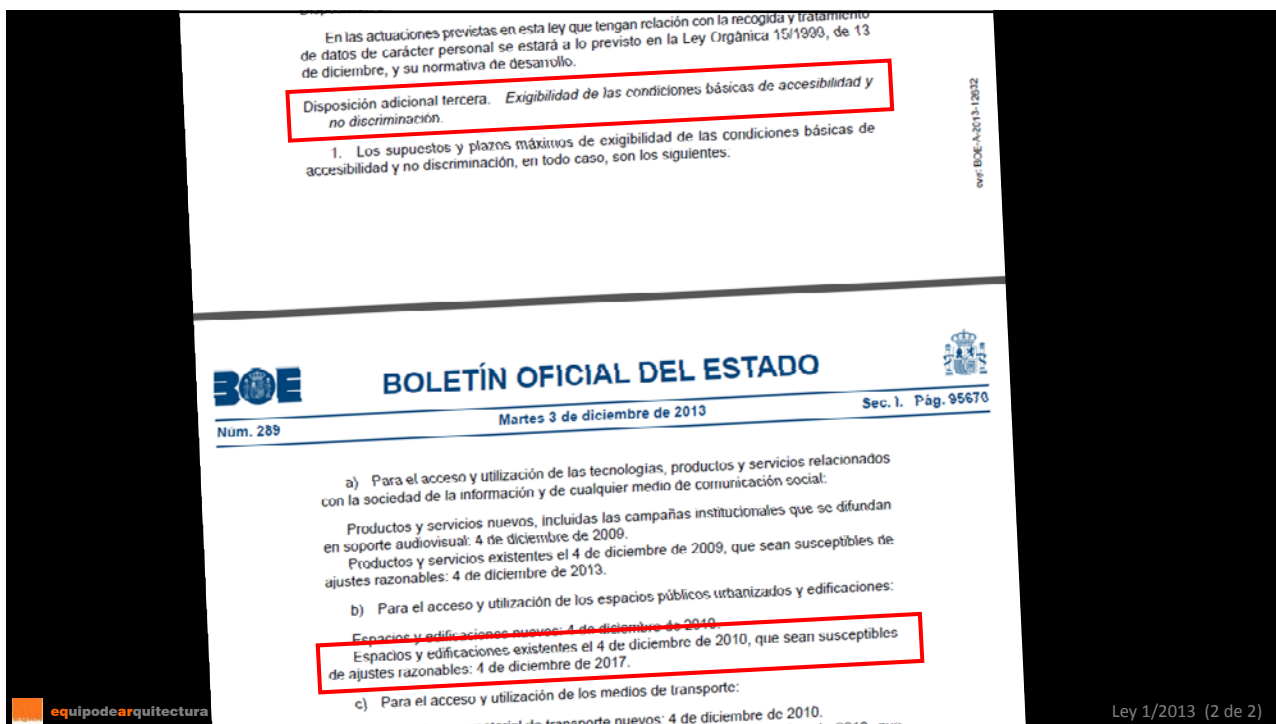 En las actuaciones previstas en esta ley que tengan relación con la recogida y tratamiento
de datos de carácter personal se estará a lo previsto en la Ley Orgánica 15/1999, de 13
de diciembre, y su normativa de desarrollo.
Disposición adicional tercera. Exigibilidad de las condiciones básicas de accesibilidad y
no discriminación.
1. Los supuestos y plazos máximos de exigibilidad de las condiciones básicas de
accesibilidad y no discriminación, en todo caso, son los siguientes:
cve: BOE-A-2013-12632
BOE
BOLETÍN OFICIAL DEL ESTADO
Núm. 289
Martes 3 de diciembre de 2013
Sec. I. Pág. 95670
a) Para el acceso y utilización de las tecnologías, productos y servicios relacionados
con la sociedad de la información y de cualquier medio de comunicación social:
Productos y servicios nuevos, incluidas las campañas institucionales que se difundan
en soporte audiovisual: 4 de diciembre de 2009.
Productos y servicios existentes el 4 de diciembre de 2009, que sean susceptibles de
ajustes razonables: 4 de diciembre de 2013.
b) Para el acceso y utilización de los espacios públicos urbanizados y edificaciones:
Espacios y edificaciones nuevos: 4 de diciembre de 2010.
Espacios y edificaciones existentes el 4 de diciembre de 2010, que sean susceptibles
de ajustes razonables: 4 de diciembre de 2017.
c) Para el acceso y utilización de los medios de transporte:
material de transporte nuevos: 4 de diciembre de 2010.
equipodearquitectura
Ley 1/2013 (2 de 2)